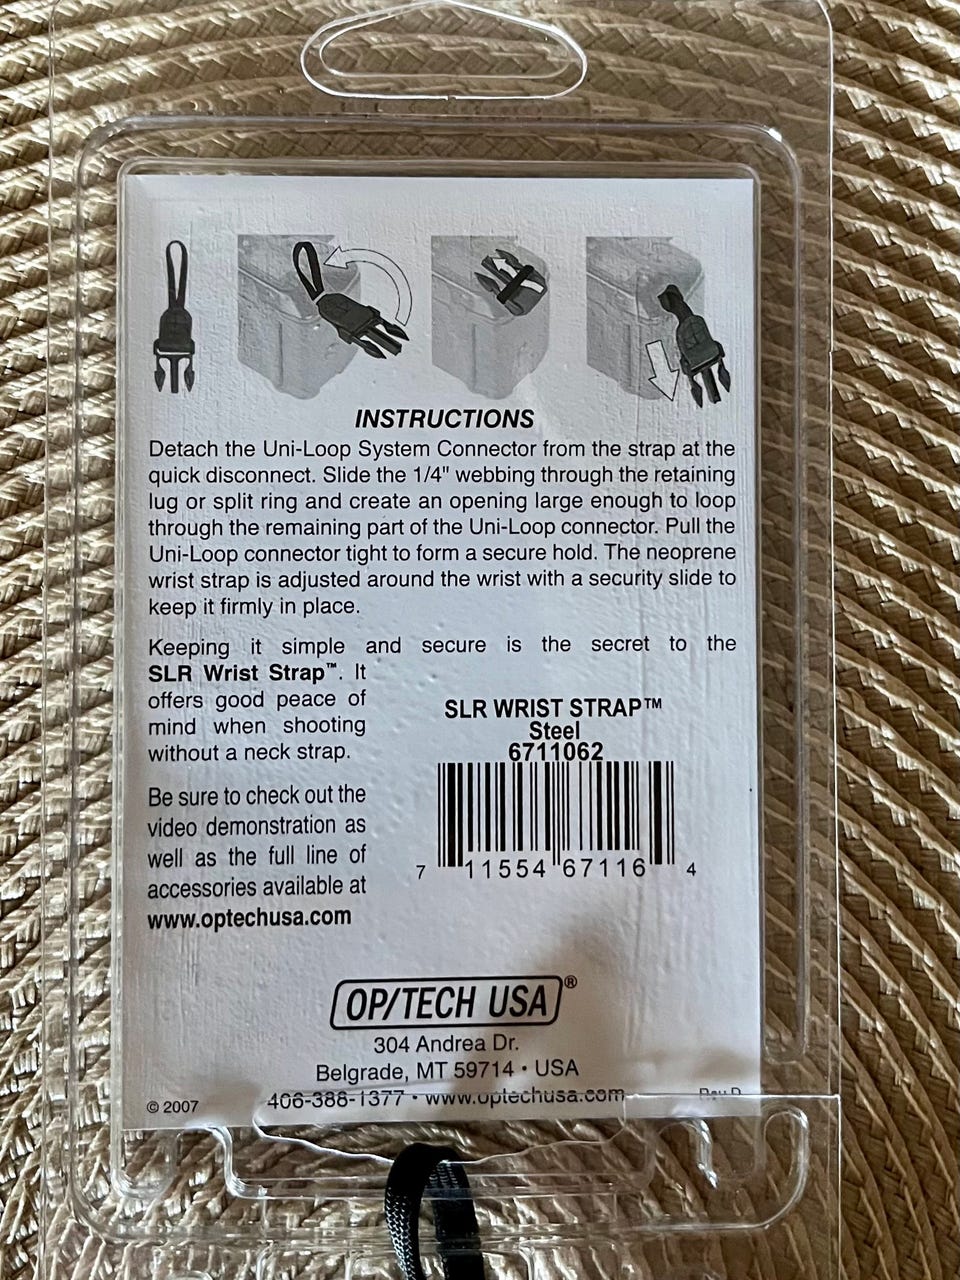 INSTRUCTIONS
Detach the Uni-Loop System Connector from the strap at the
quick disconnect. Slide the 1/4" webbing through the retaining
lug or split ring and create an opening large enough to loop
through the remaining part of the Uni-Loop connector. Pull the
Uni-Loop connector tight to form a secure hold. The neoprene
wrist strap is adjusted around the wrist with a security slide to
keep it firmly in place.
Keeping it simple and secure is the secret to the
SLR Wrist Strap™. It
offers good peace of
mind when shooting
without a neck strap.
Be sure to check out the
video demonstration as
well as the full line of
accessories available at
www.optechusa.com
SLR WRIST STRAP™
Steel
6711062
7 11554 67116 4
OP/TECH USA®
304 Andrea Dr.
Belgrade, MT 59714 • USA
406-388-1377 • www.optechusa.com
© 2007
Rev D